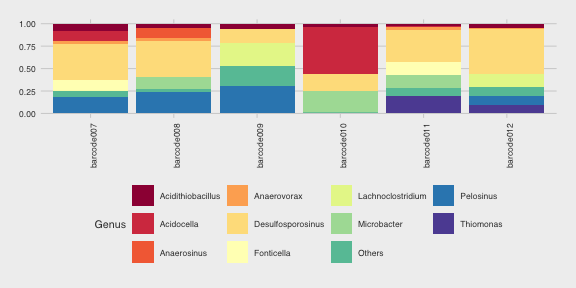 1.00
0.75
0.50
0.25
0.00
barcode007
barcode008
barcode009
barcode010
barcode011
barcode012
Genus
Acidithiobacillus
Acidocella
Anaerosinus
Anaerovorax
Desulfosporosinus
Fonticella
Lachnoclostridium
Microbacter
Others
Pelosinus
Thiomonas